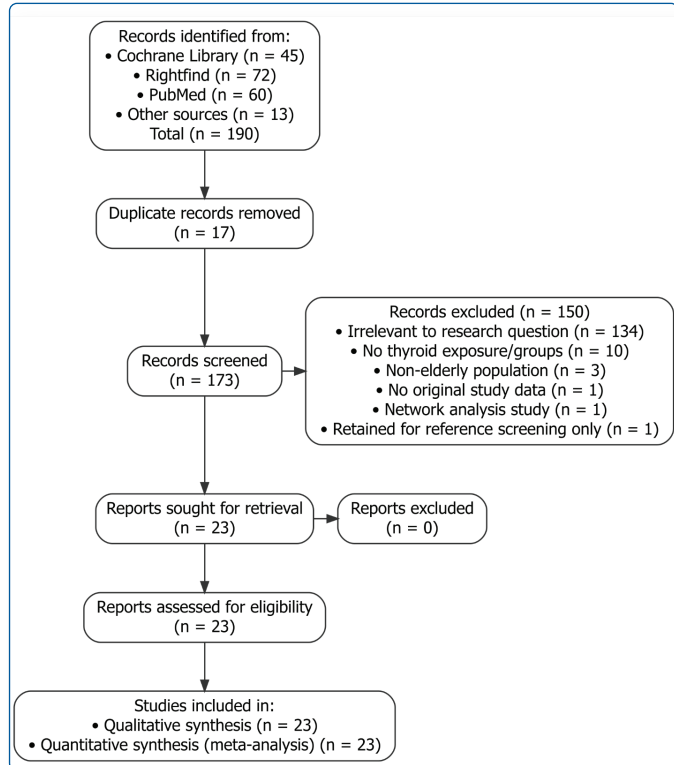 Records identified from:
• Cochrane Library (n = 45)
• Rightfind (n = 72)
• PubMed (n = 60)
• Other sources (n = 13)
Total (n = 190)
Duplicate records removed
(n = 17)
Records screened
(n = 173)
Records excluded (n = 150)
• Irrelevant to research question (n = 134)
• No thyroid exposure/groups (n = 10)
• Non-elderly population (n = 3)
• No original study data (n = 1)
• Network analysis study (n = 1)
• Retained for reference screening only (n = 1)
Reports sought for retrieval
(n = 23)
Reports excluded
(n = 0)
Reports assessed for eligibility
(n = 23)
Studies included in:
• Qualitative synthesis (n = 23)
• Quantitative synthesis (meta-analysis) (n = 23)